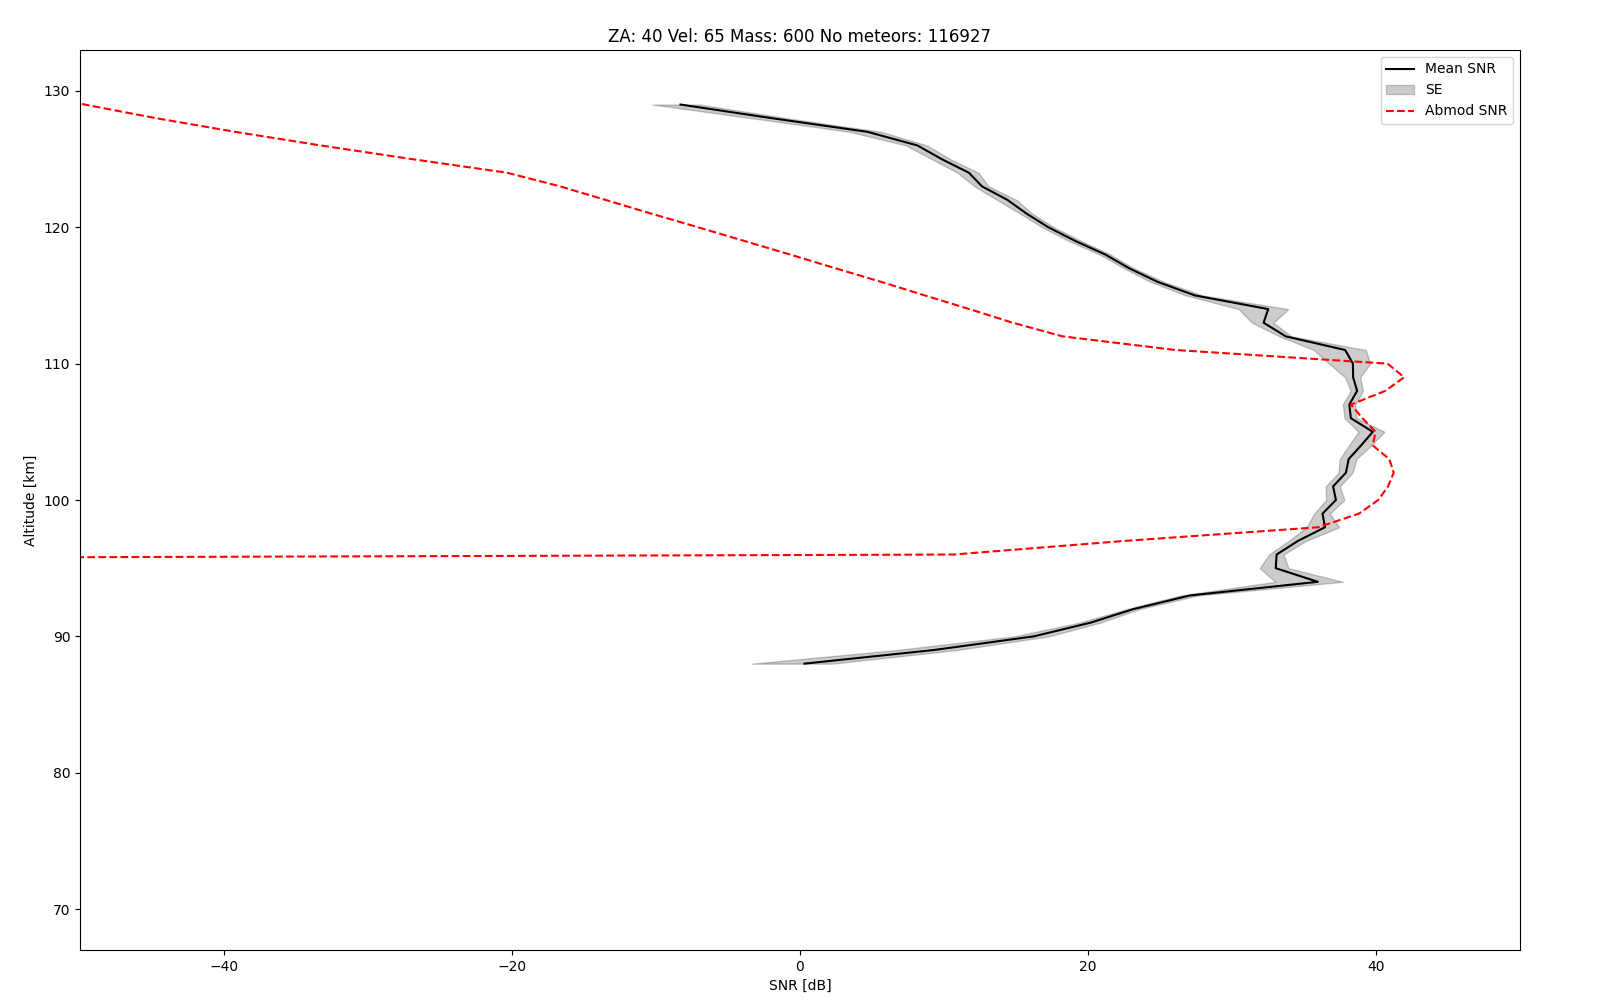 ZA: 40 Vel: 65 Mass: 600 No meteors: 116927
Mean SNR
SE
Abmod SNR
130
120
110
100
90
80
70
Altitude [km]
−40
−20
0
20
40
SNR [dB]